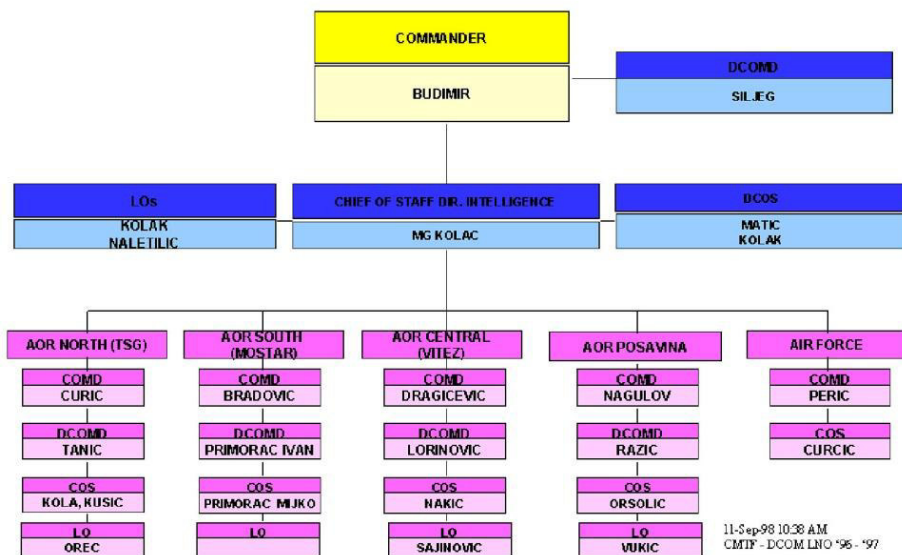 COMMANDER
BUDIMIR
DCOMD
SILJEG
LOs
KOLAK
NALETILIC
CHIEF OF STAFF DIR. INTELLIGENCE
MG KOLAC
DCOS
MATIC
KOLAK
AOR NORTH (TSG)
COMD
CURIC
DCOMD
TANIC
COS
KOLA, KUSIC
LO
OREC
AOR SOUTH
(MOSTAR)
COMD
BRADOVIC
DCOMD
PRIMORAC IVAN
COS
PRIMORAC MIJKO
LO
AOR CENTRAL
(VITEZ)
COMD
DRAGICEVIC
DCOMD
LORINOVIC
COS
NAKIC
LO
SAJINOVIC
AOR POSAVINA
COMD
NAGULOV
DCOMD
RAZIC
COS
ORSOLIC
LO
VUKIC
AIR FORCE
COMD
PERIC
COS
CURCIC
11-Sep-98 10:38 AM
CMTF - DCOM LNO '96 - '97